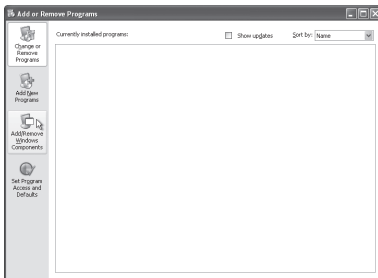 Add or Remove Programs
Change or
Remove
Programs
Currently installed programs:
Show updates
Sort by:
Name
Add New
Programs
Add/Remove
Windows
Components
Set Program
Access and
Defaults